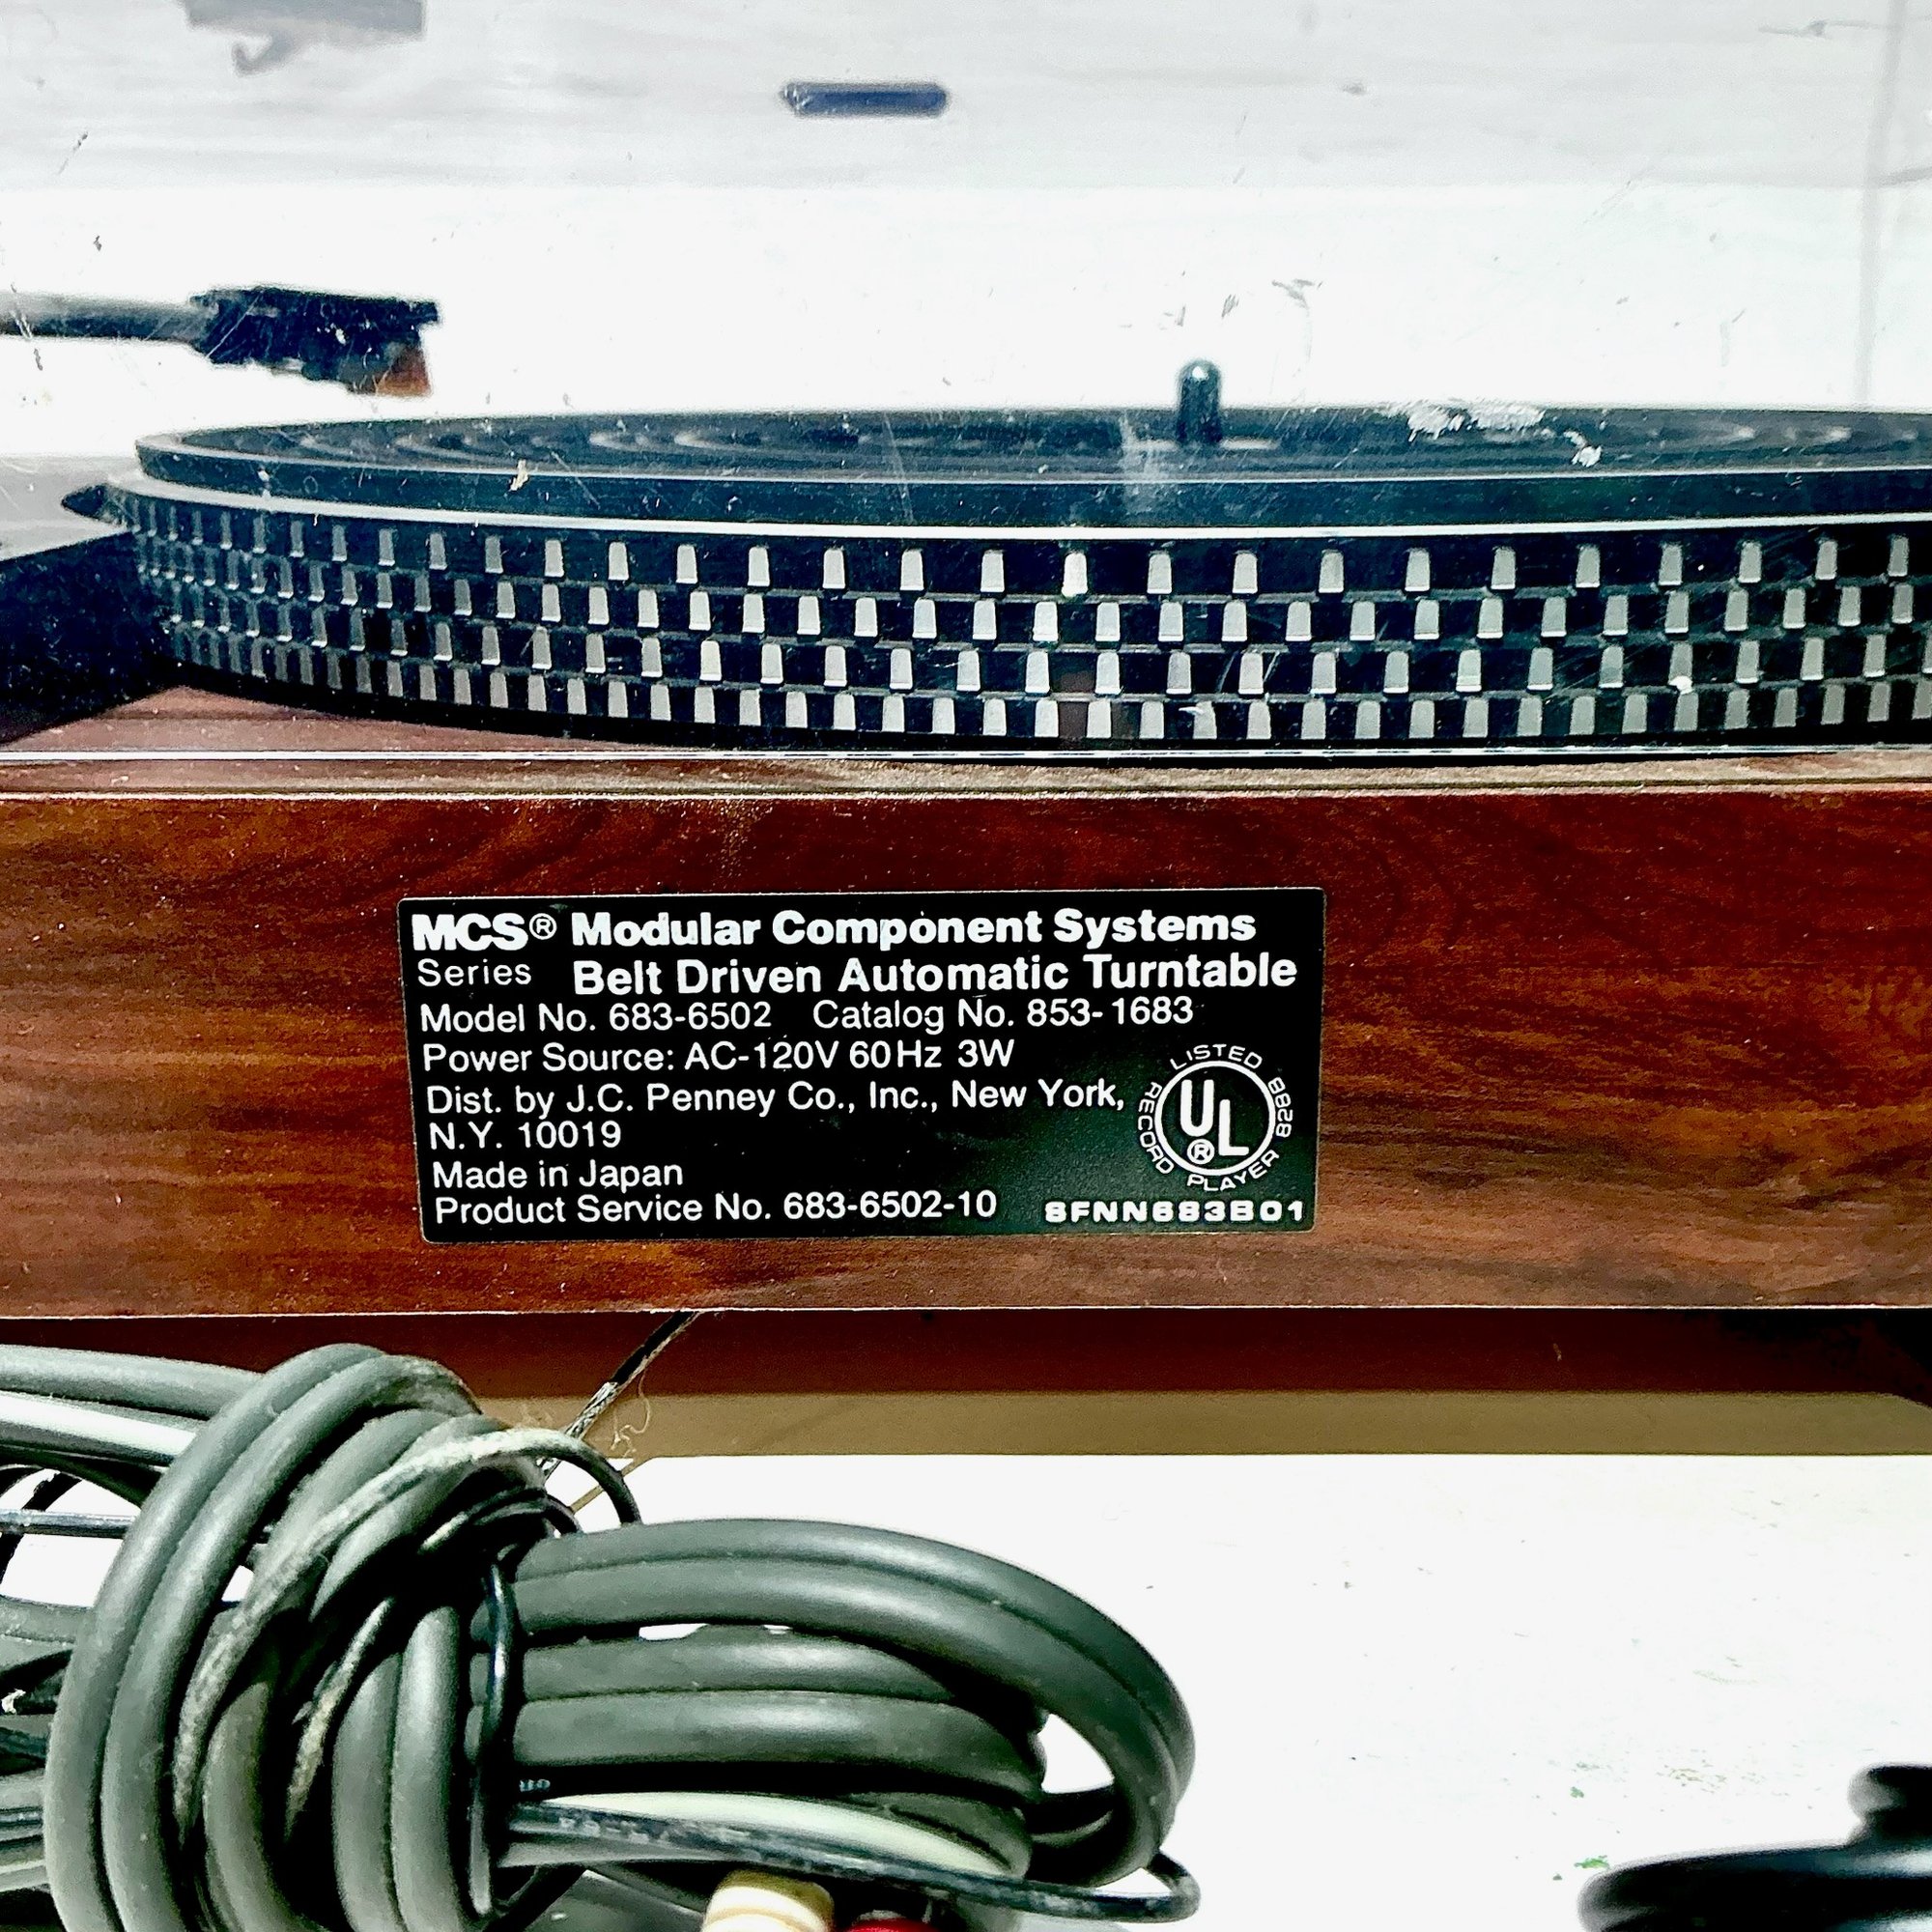 MCS® Modular Component Systems
Series Belt Driven Automatic Turntable
Model No. 683-6502 Catalog No. 853-1683
Power Source: AC-120V 60Hz 3W
Dist. by J.C. Penney Co., Inc., New York,
N.Y. 10019
Made in Japan
Product Service No. 683-6502-10
LISTED
UL®
RECORD PLAYER
828B
SFNN683B01